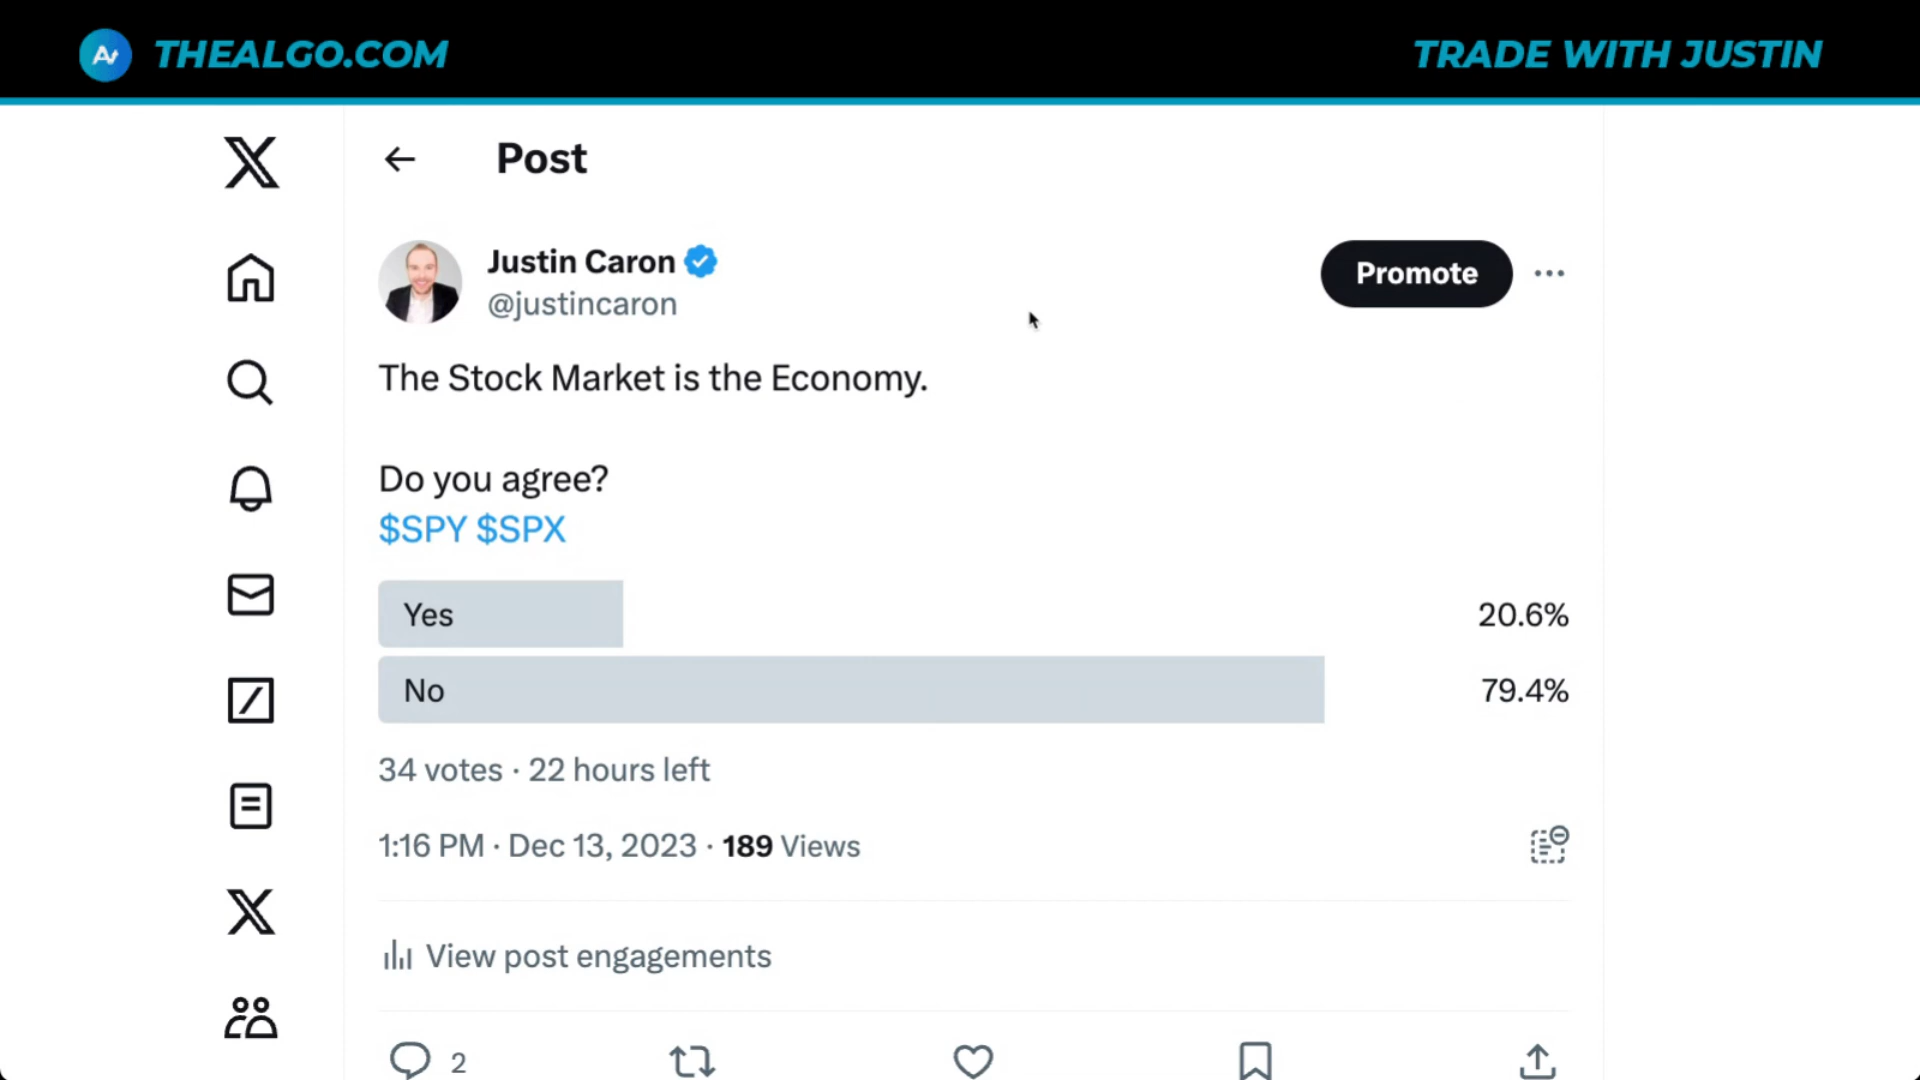 THEALGO.COM
TRADE WITH JUSTIN
Post
Justin Caron
@justincaron
Promote
The Stock Market is the Economy.
Do you agree?
$SPY $SPX
Yes 20.6%
No 79.4%
34 votes · 22 hours left
1:16 PM · Dec 13, 2023 · 189 Views
View post engagements
2